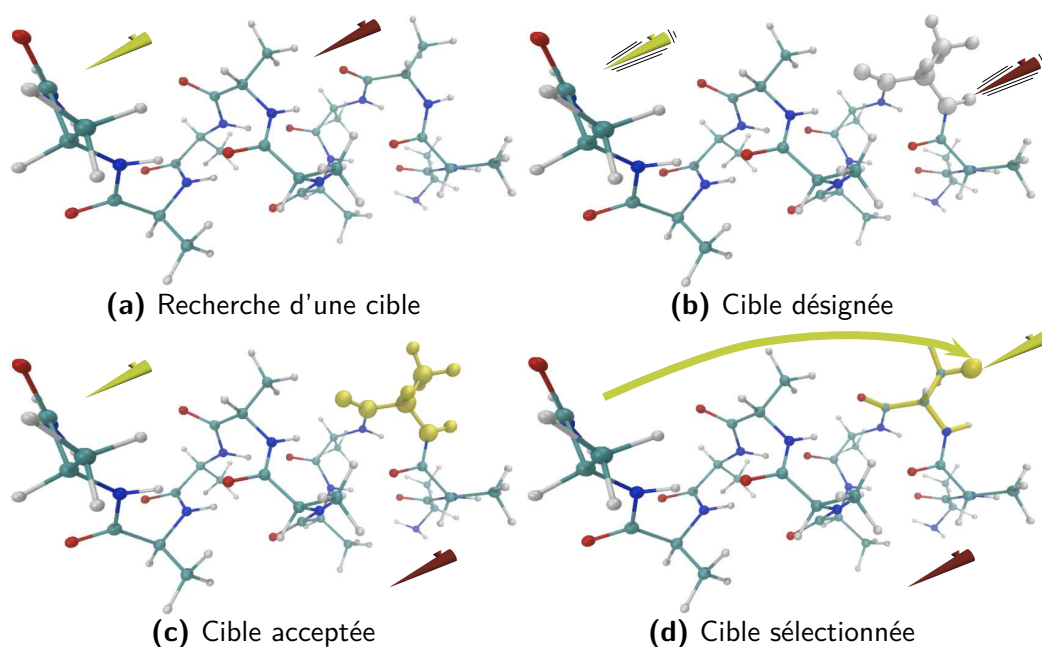 (a) Recherche d'une cible
(b) Cible désignée
(c) Cible acceptée
(d) Cible sélectionnée